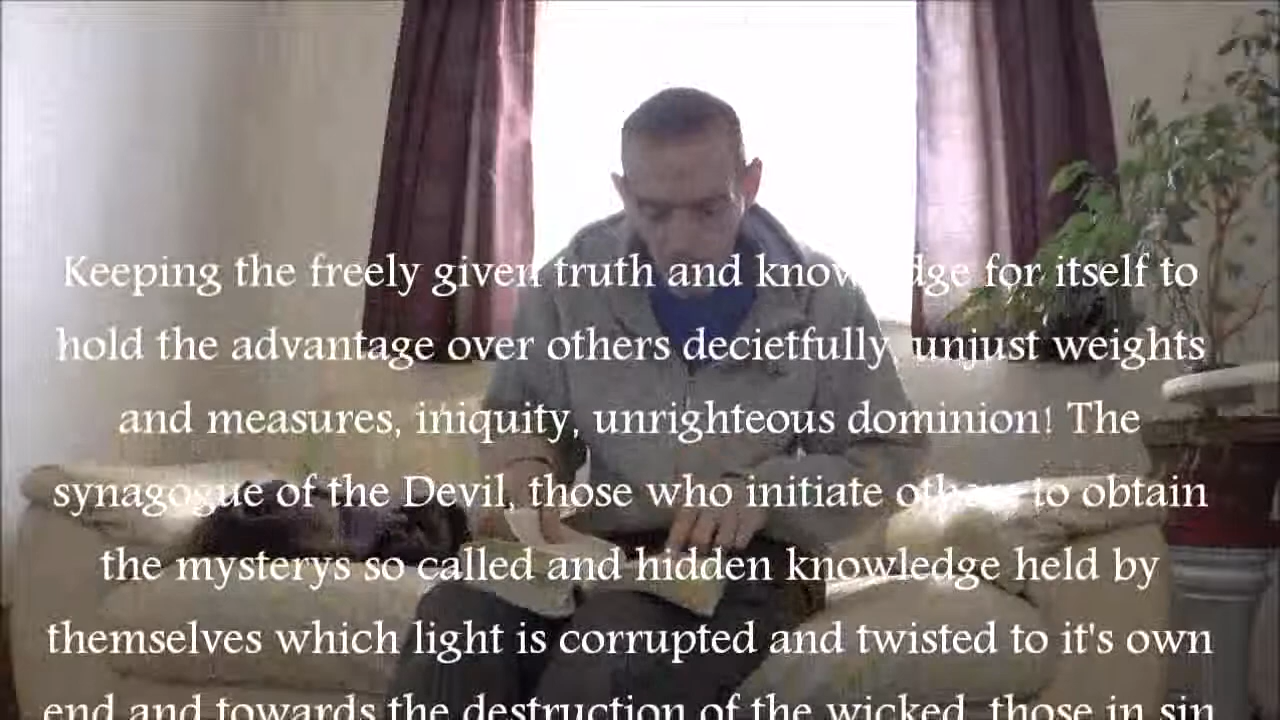 Keeping the freely given truth and knowledge for itself to
hold the advantage over others decietfully, unjust weights
and measures, iniquity, unrighteous dominion! The
synagogue of the Devil, those who initiate others to obtain
the mysterys so called and hidden knowledge held by
themselves which light is corrupted and twisted to it's own
end and towards the destruction of the wicked, those in sin